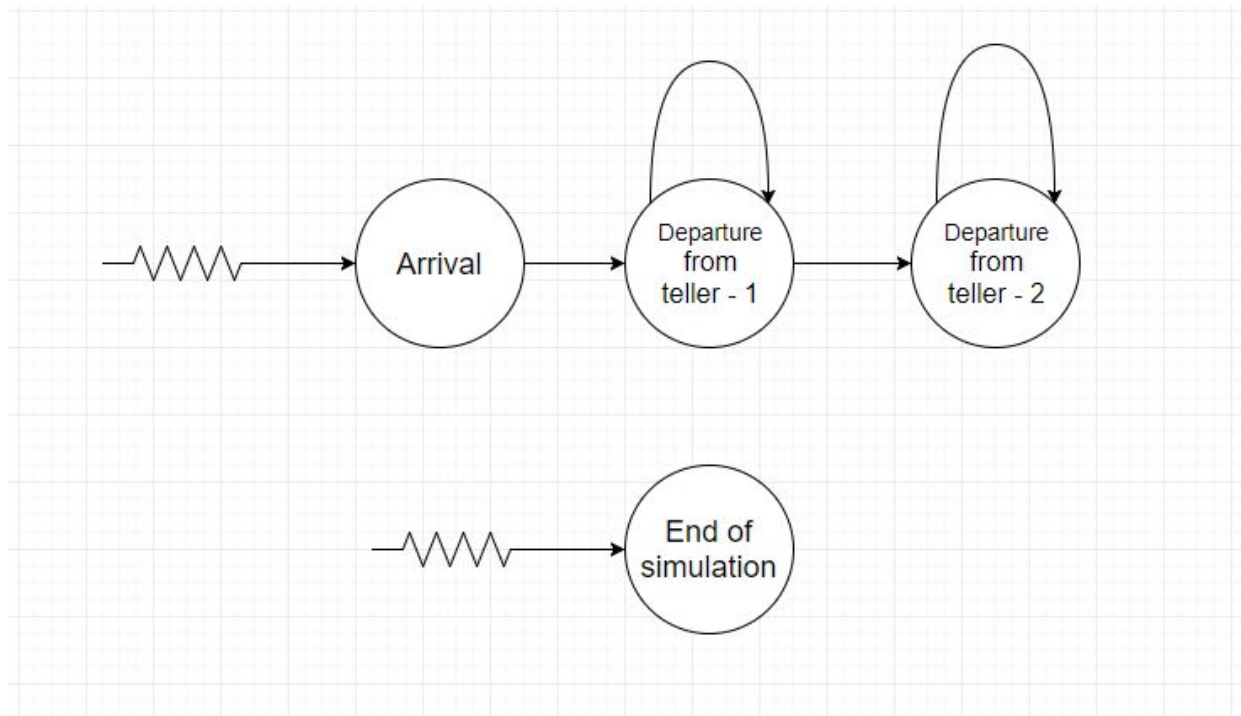 Arrival
Departure
from
teller - 1
Departure
from
teller - 2
End of
simulation